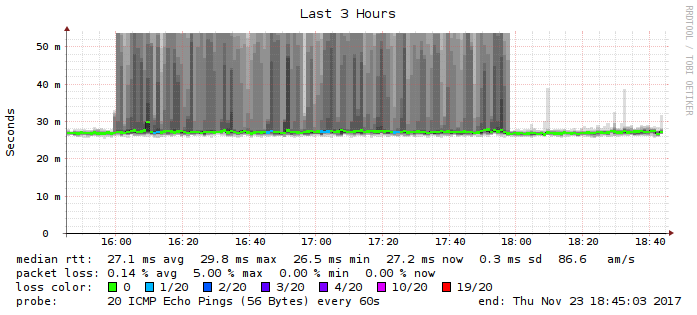 Last 3 Hours
RRDTOOL / TOBI OETIKER
Seconds
50 m
40 m
30 m
20 m
10 m
0
16:00 16:20 16:40 17:00 17:20 17:40 18:00 18:20 18:40
median rtt: 27.1 ms avg 29.8 ms max 26.5 ms min 27.2 ms now 0.3 ms sd 86.6 am/s
packet loss: 0.14 % avg 5.00 % max 0.00 % min 0.00 % now
loss color: 0 1/20 2/20 3/20 4/20 10/20 19/20
probe: 20 ICMP Echo Pings (56 Bytes) every 60s end: Thu Nov 23 18:45:03 2017